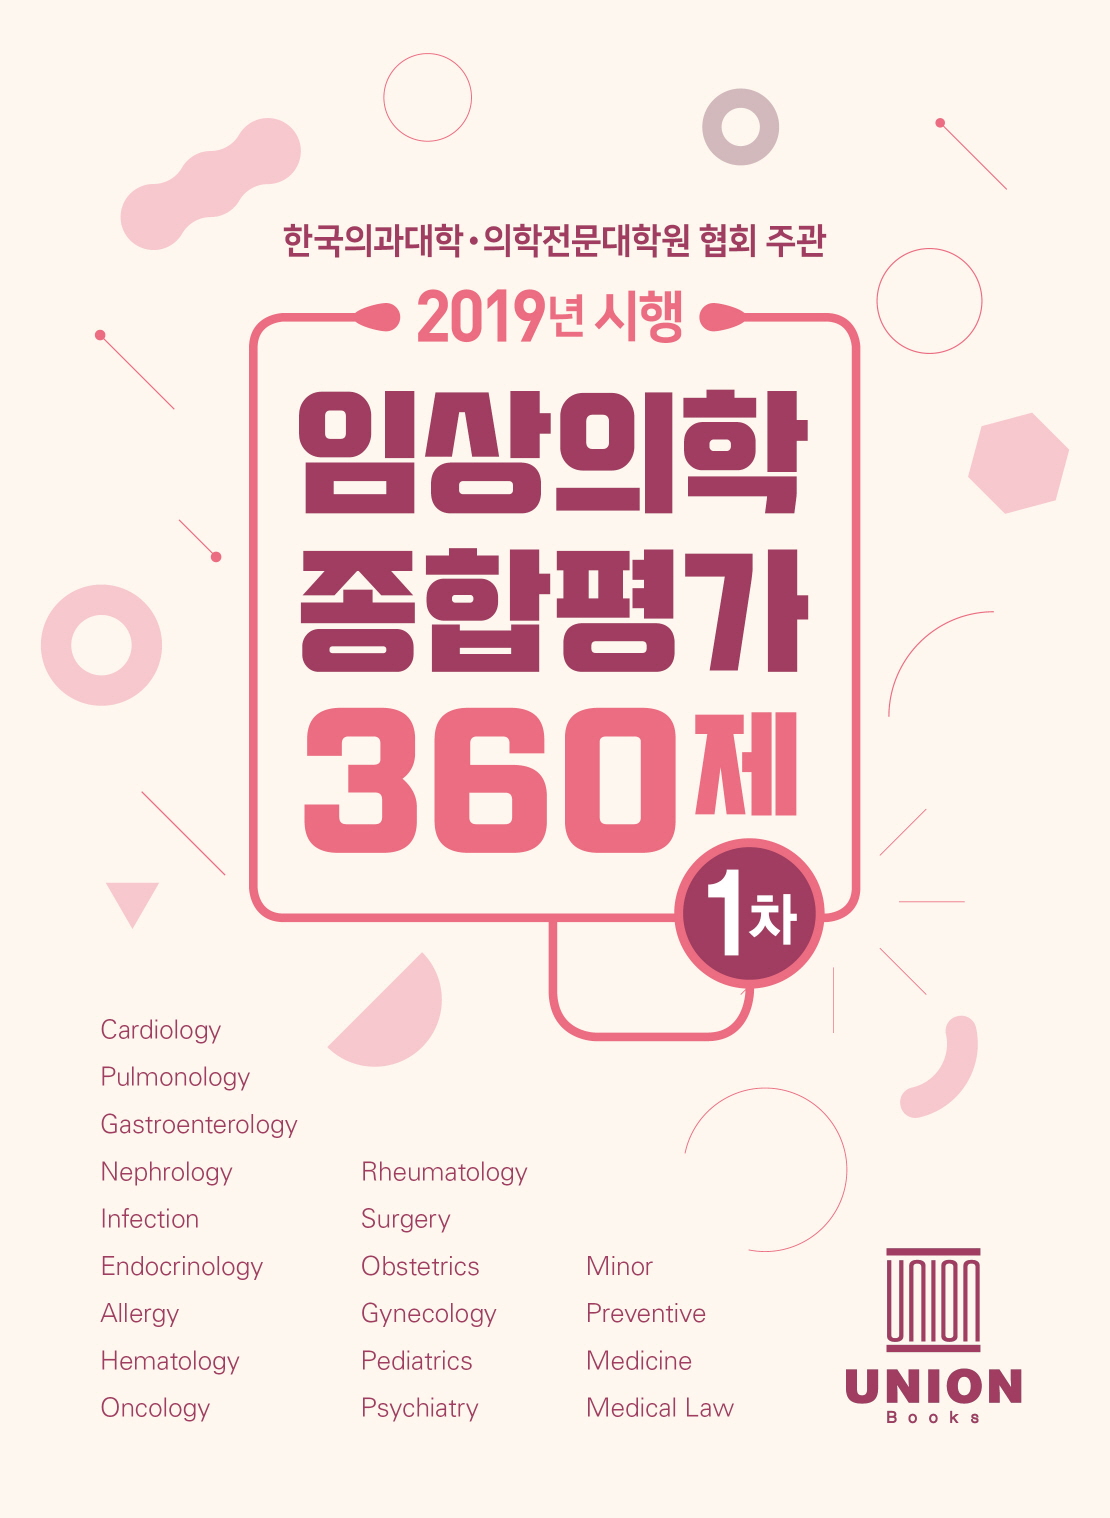 한국의과대학•의학전문대학원 협회 주관
2019년 시행
임상의학
종합평가
360제
1차
Cardiology
Pulmonology
Gastroenterology
Nephrology
Infection
Endocrinology
Allergy
Hematology
Oncology
Rheumatology
Surgery
Obstetrics
Gynecology
Pediatrics
Psychiatry
Minor
Preventive
Medicine
Medical Law
UNION
UNION
Books